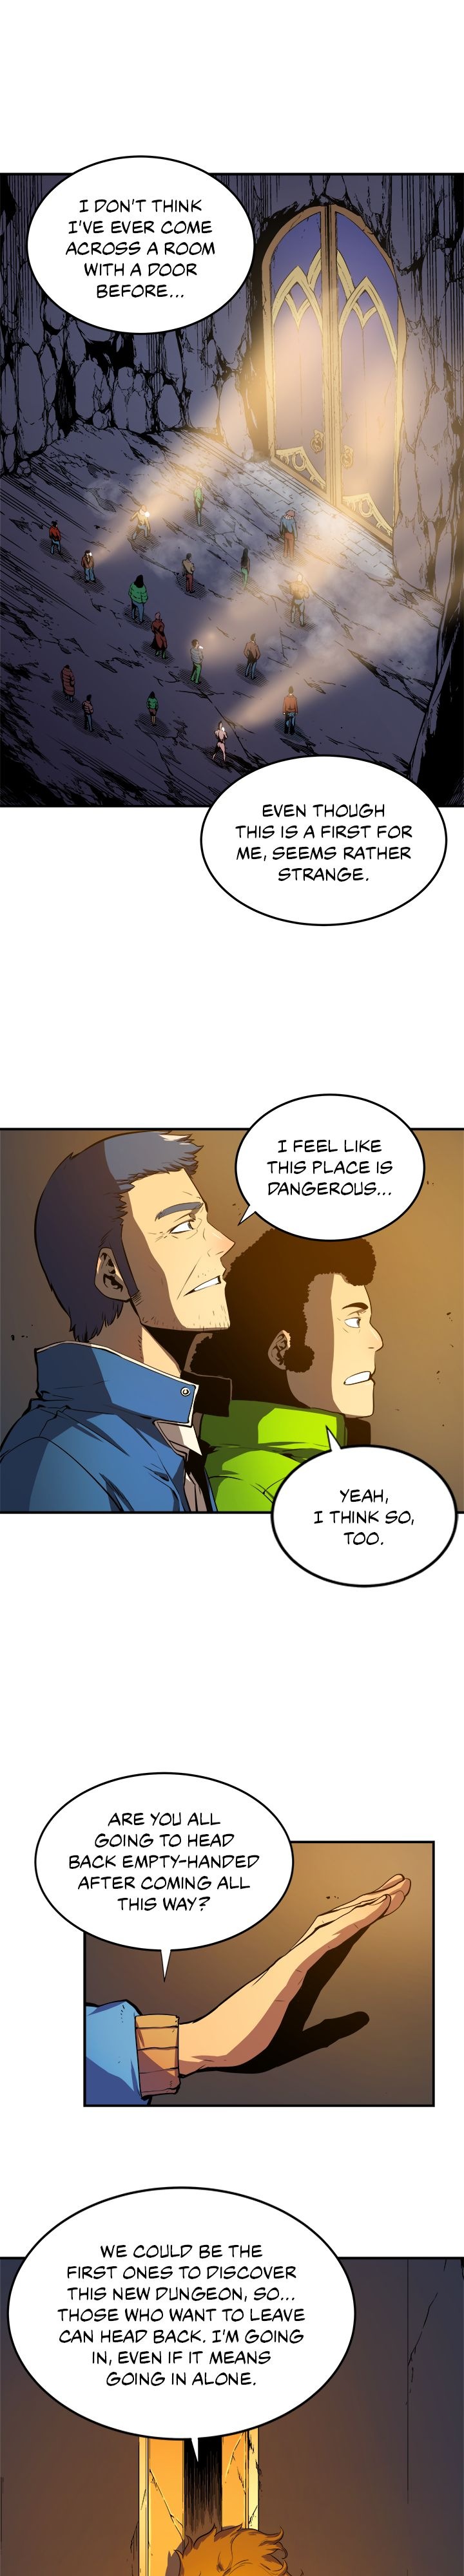 I DON'T THINK
I'VE EVER COME
ACROSS A ROOM
WITH A DOOR
BEFORE...
EVEN THOUGH
THIS IS A FIRST FOR
ME, SEEMS RATHER
STRANGE.
I FEEL LIKE
THIS PLACE IS
DANGEROUS...
YEAH,
I THINK SO,
TOO.
ARE YOU ALL
GOING TO HEAD
BACK EMPTY-HANDED
AFTER COMING ALL
THIS WAY?
WE COULD BE THE
FIRST ONES TO DISCOVER
THIS NEW DUNGEON, SO...
THOSE WHO WANT TO LEAVE
CAN HEAD BACK. I'M GOING
IN, EVEN IF IT MEANS
GOING IN ALONE.